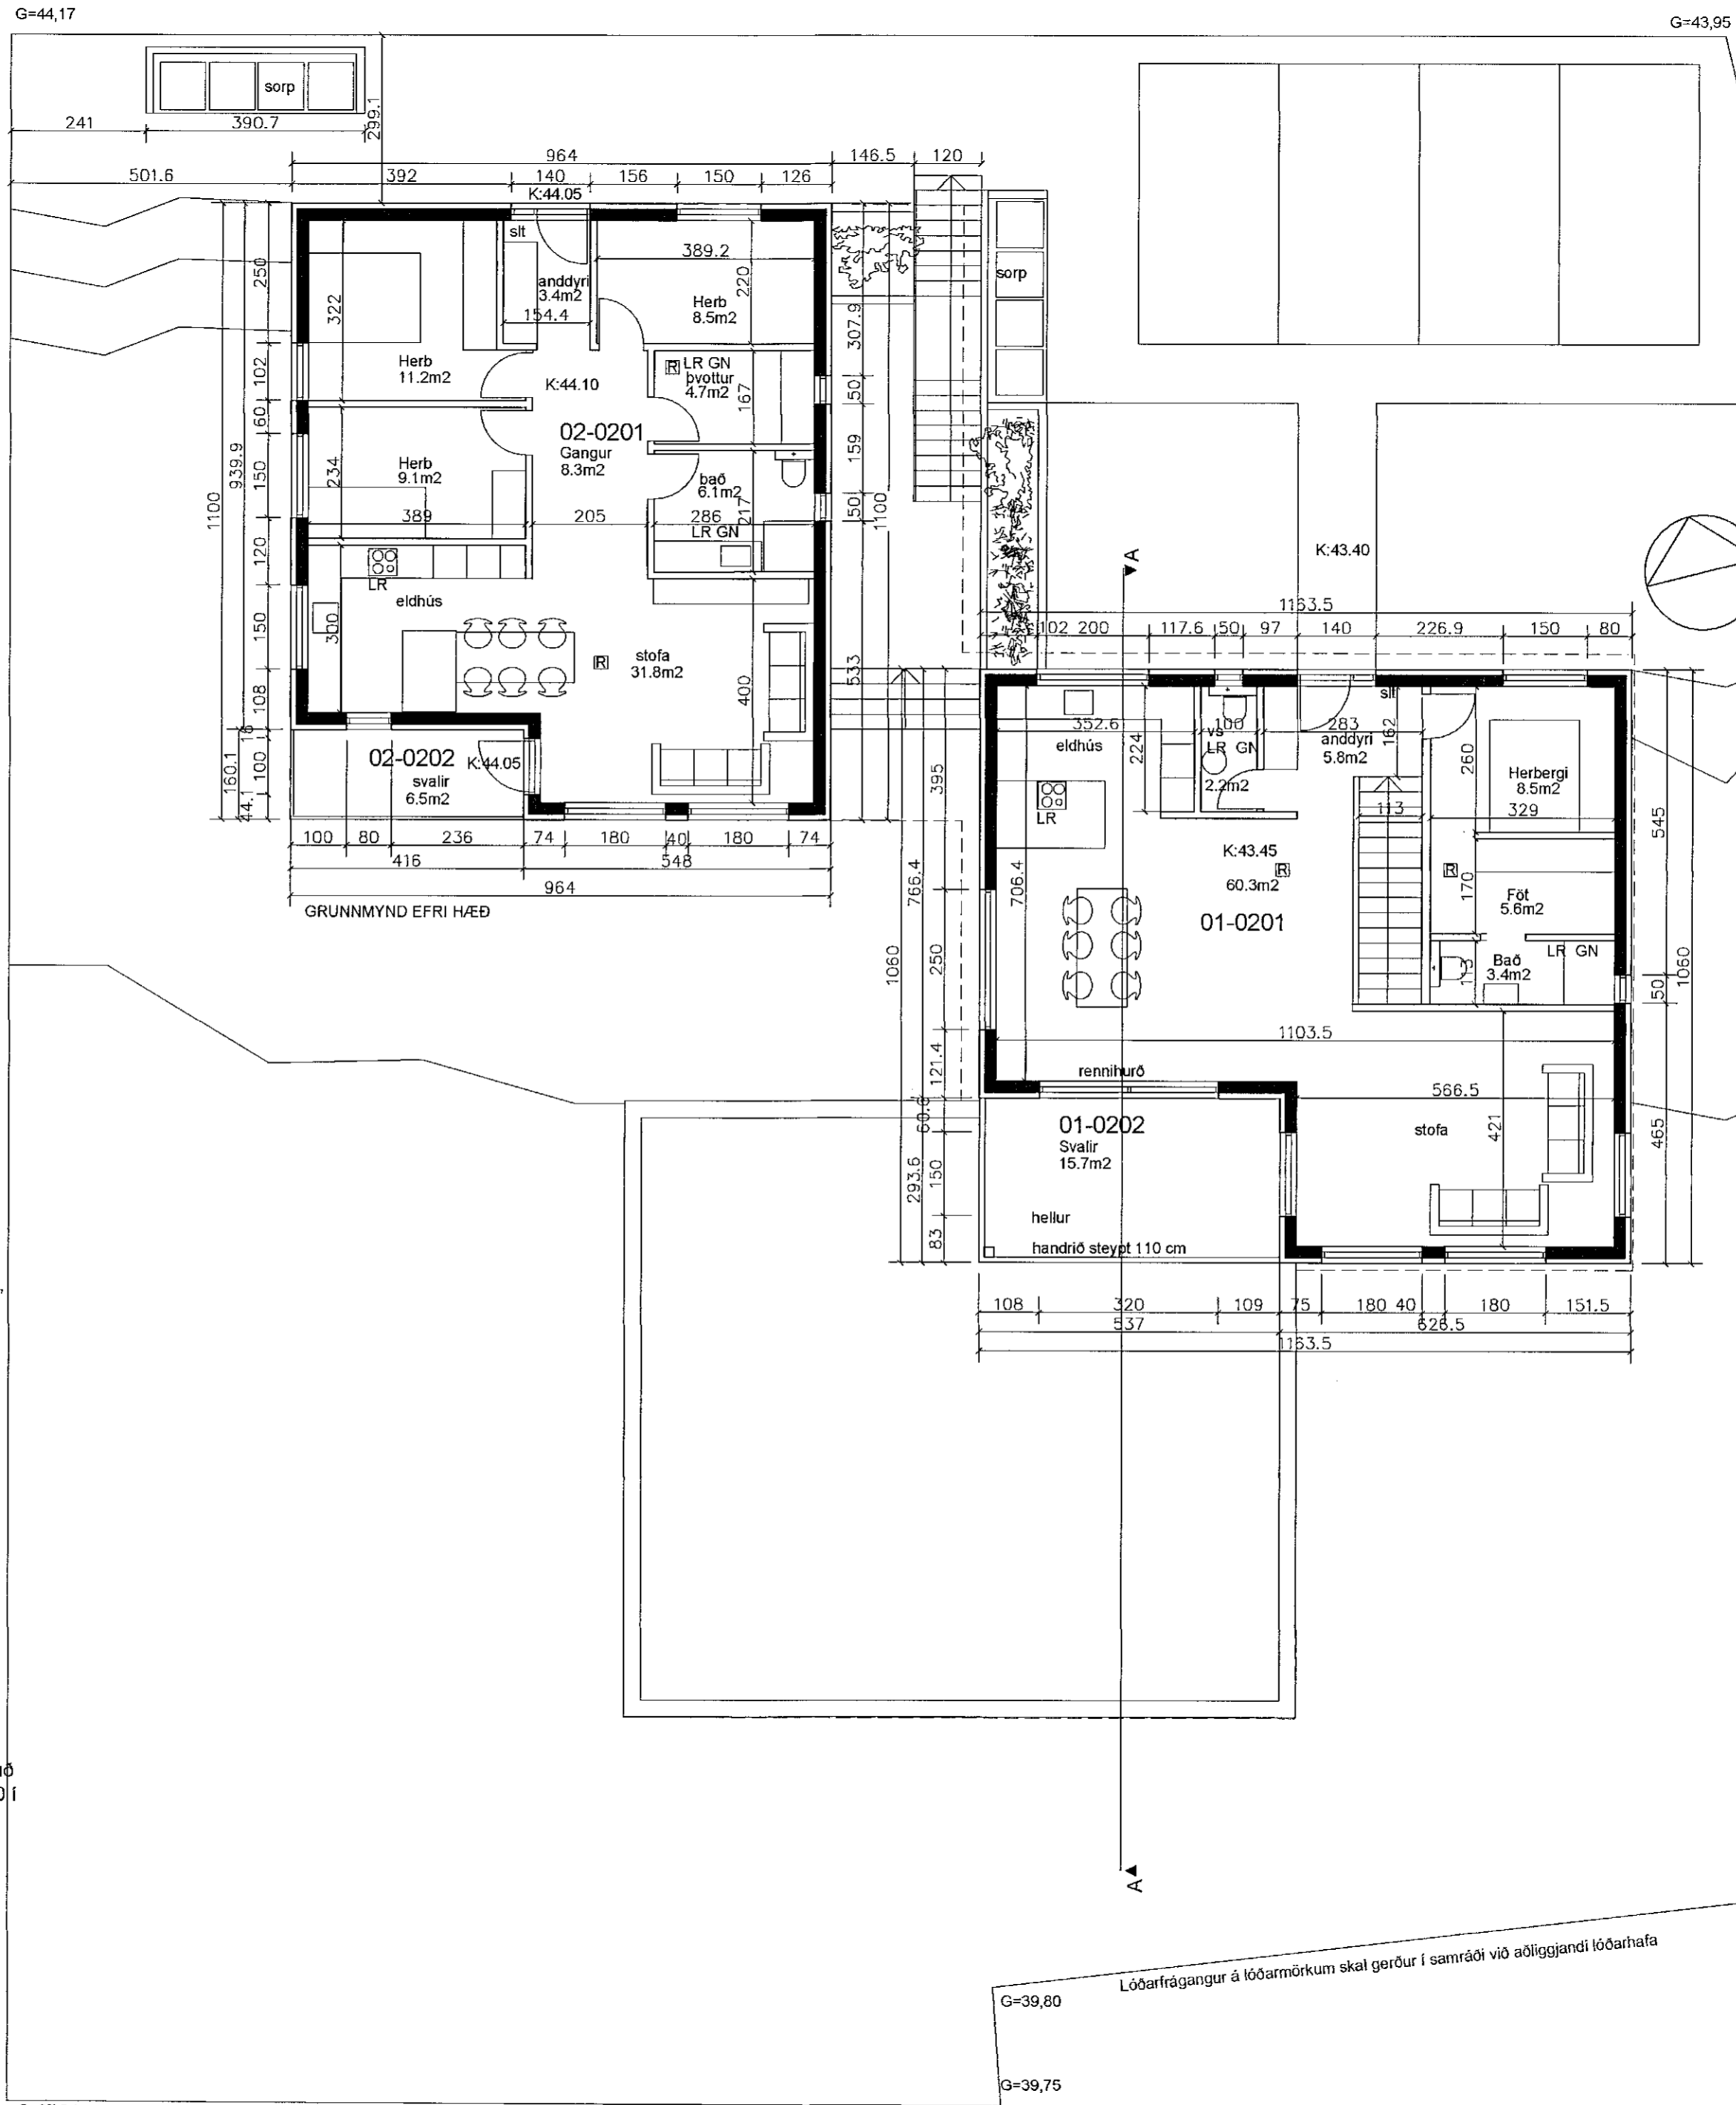 G=44,17
G=43,95
sorp
241
390.7
299.1
964
146.5
120
501.6
392
140
156
150
126
K:44.05
slt
389.2
anddyri
3.4m2
154.4
220
Herb
8.5m2
sorp
250
322
307.9
Herb
11.2m2
K:44.10
R
LR GN
þvottur
4.7m2
167
102
50
60
939.9
1100
02-0201
Gangur
8.3m2
159
234
Herb
9.1m2
bað
6.1m2
150
50
1100
217
389
205
286
LR GN
120
LR
eldhús
300
150
R
stofa
31.8m2
400
533
108
16
02-0202
K:44.05
svalir
6.5m2
160.1
100
44.1
100
80
236
74
180
40
180
74
416
548
964
GRUNNMYND EFRI HÆÐ
A
K:43.40
1163.5
102
200
117.6
50
97
140
226.9
150
80
slt
352.6
eldhús
224
100
vs
LR GN
2.2m2
283
anddyri
5.8m2
162
260
Herbergi
8.5m2
329
113
395
545
LR
K:43.45
R
60.3m2
R
766.4
706.4
170
Föt
5.6m2
01-0201
1060
250
LR GN
Bað
3.4m2
113
50
1060
1103.5
121.4
rennihurð
566.5
60.6
01-0202
Svalir
15.7m2
421
stofa
465
293.6
150
hellur
83
handrið steypt 110 cm
108
320
109
75
180
40
180
151.5
537
626.5
1163.5
A
Lóðarfrágangur á lóðarmörkum skal gerður í samráði við aðliggjandi lóðarhafa
G=39,80
G=39,75